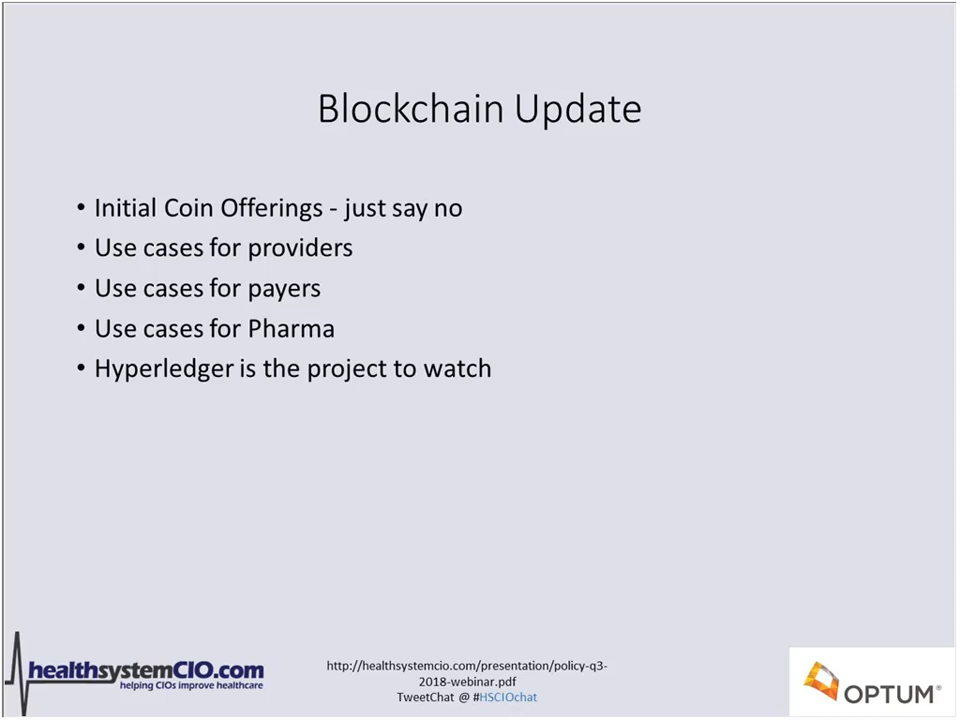 Blockchain Update
• Initial Coin Offerings - just say no
• Use cases for providers
• Use cases for payers
• Use cases for Pharma
• Hyperledger is the project to watch
healthsystemCIO.com
helping CIOs improve healthcare
http://healthsystemcio.com/presentation/policy-q3-
2018-webinar.pdf
TweetChat @ #HSCIOchat
OPTUM®